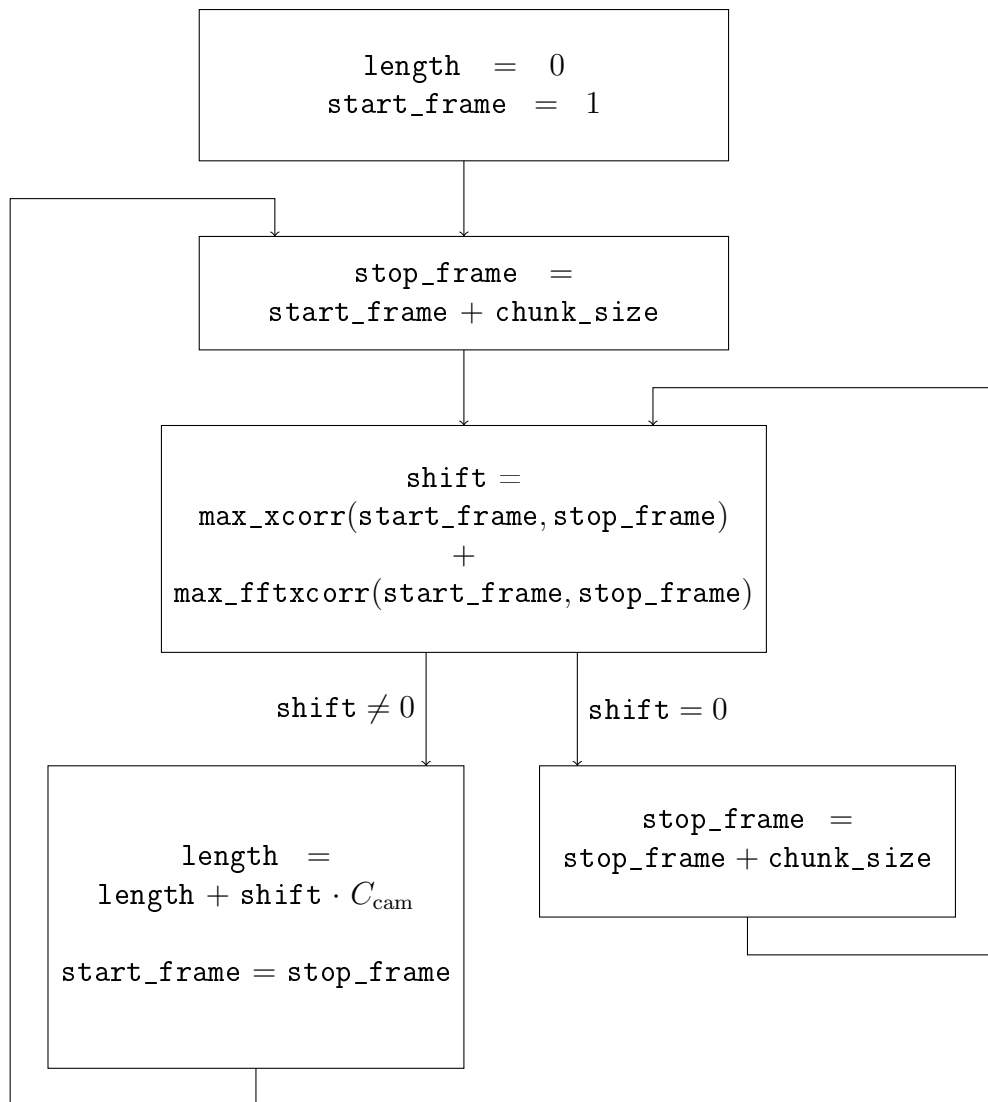 length = 0
start_frame = 1
stop_frame =
start_frame + chunk_size
shift =
max_xcorr(start_frame, stop_frame)
+
max_fftxcorr(start_frame, stop_frame)
shift ≠ 0
shift = 0
length =
length + shift · C_cam
start_frame = stop_frame
stop_frame =
stop_frame + chunk_size